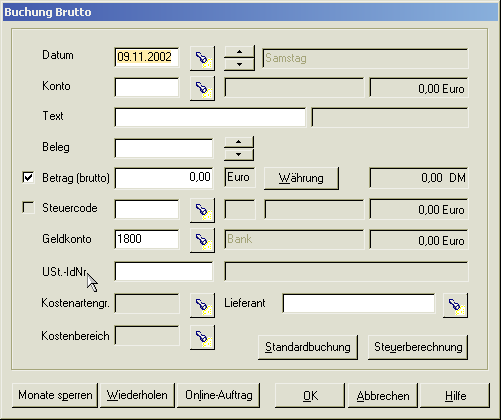 Buchung Brutto
Datum 09.11.2002 Samstag
Konto 0,00 Euro
Text
Beleg
Betrag (brutto) 0,00 Euro Währung 0,00 DM
Steuercode 0,00 Euro
Geldkonto 1800 Bank 0,00 Euro
USt.-IdNr.
Kostenartengr. Lieferant
Kostenbereich
Standardbuchung Steuerberechnung
Monate sperren Wiederholen Online-Auftrag OK Abbrechen Hilfe